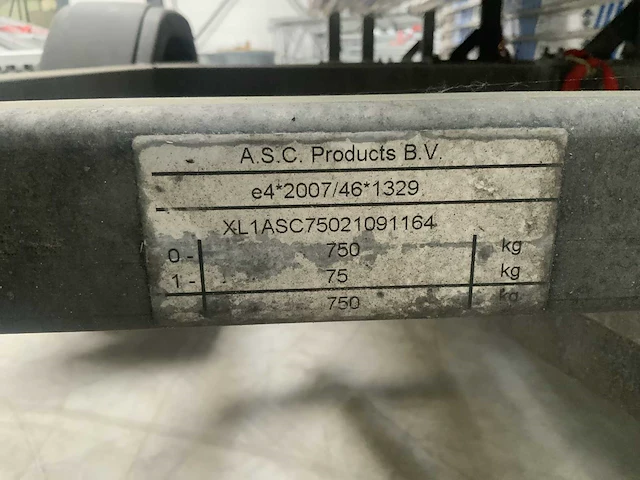 A.S.C. Products B.V.
e4*2007/46*1329
XL1ASC75021091164
0- 750 kg
1- 75 kg
750 kg